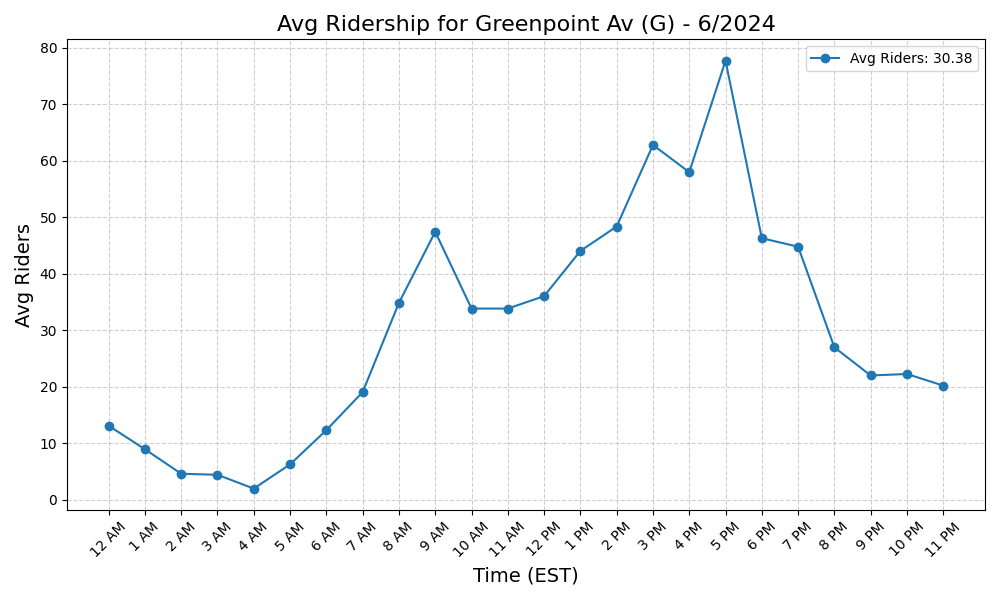 Avg Ridership for Greenpoint Av (G) - 6/2024
Avg Riders: 30.38
Avg Riders
80
70
60
50
40
30
20
10
0
12 AM
1 AM
2 AM
3 AM
4 AM
5 AM
6 AM
7 AM
8 AM
9 AM
10 AM
11 AM
12 PM
1 PM
2 PM
3 PM
4 PM
5 PM
6 PM
7 PM
8 PM
9 PM
10 PM
11 PM
Time (EST)